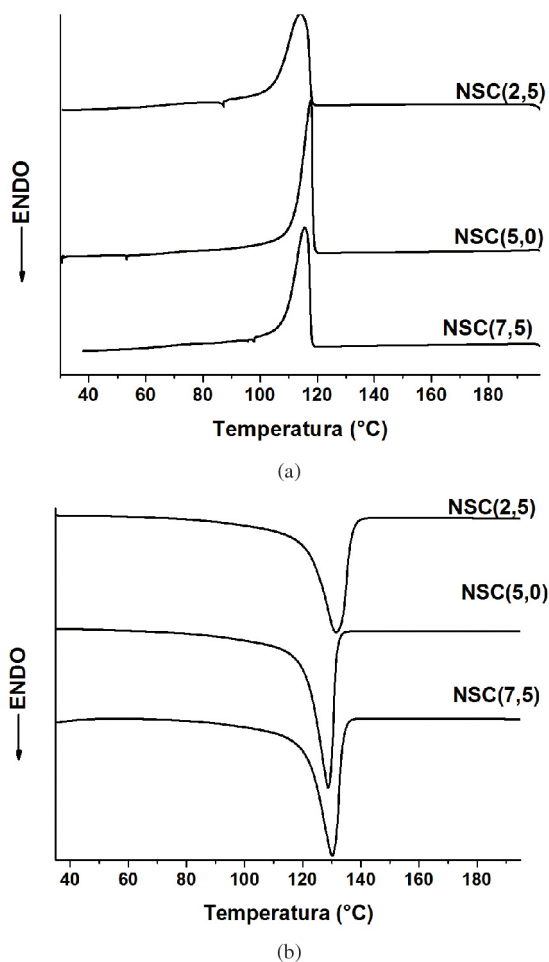 NSC(2,5)
NSC(5,0)
NSC(7,5)
ENDO
40 60 80 100 120 140 160 180
Temperatura (°C)
(a)
NSC(2,5)
NSC(5,0)
NSC(7,5)
ENDO
40 60 80 100 120 140 160 180
Temperatura (°C)
(b)